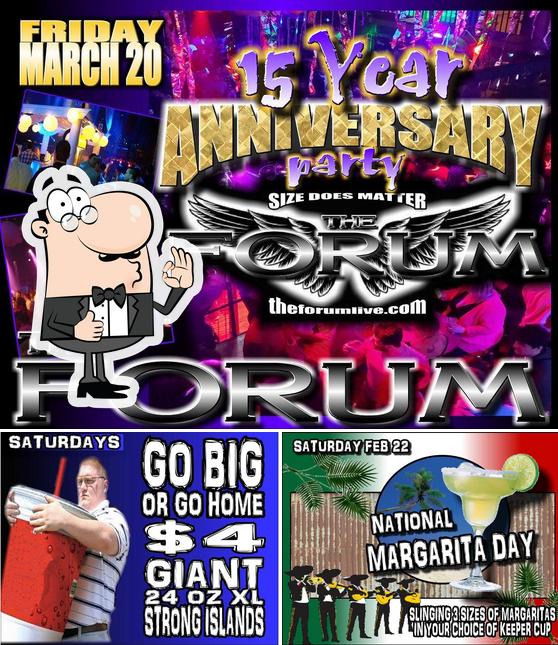 FRIDAY
MARCH 20
15 Year
ANNIVERSARY
party
SIZE DOES MATTER
THE
FORUM
theforumlive.com
FORUM
SATURDAYS
GO BIG
OR GO HOME
$4
GIANT
24 OZ XL
STRONG ISLANDS
SATURDAY FEB 22
NATIONAL
MARGARITA DAY
SLINGING 3 SIZES OF MARGARITAS
IN YOUR CHOICE OF KEEPER CUP